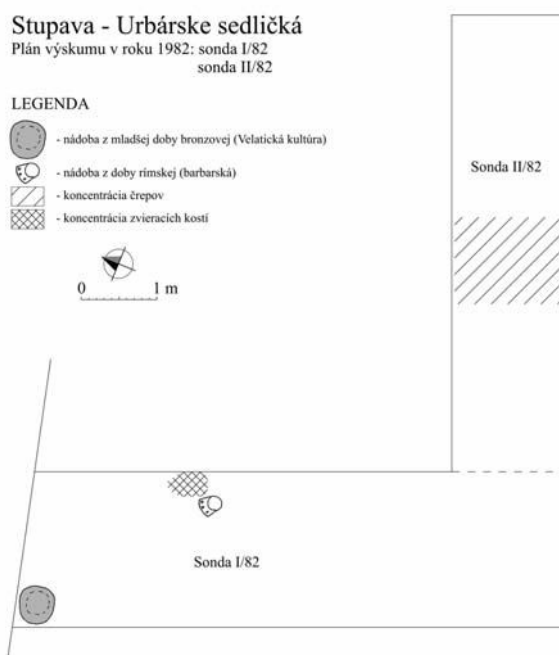 Stupava - Urbárske sedličká
Plán výskumu v roku 1982: sonda I/82
sonda II/82
LEGENDA
- nádoba z mladšej doby bronzovej (Velatická kultúra)
- nádoba z doby rímskej (barbarská)
- koncentrácia črepov
- koncentrácia zvieracích kostí
0 1 m
Sonda II/82
Sonda I/82